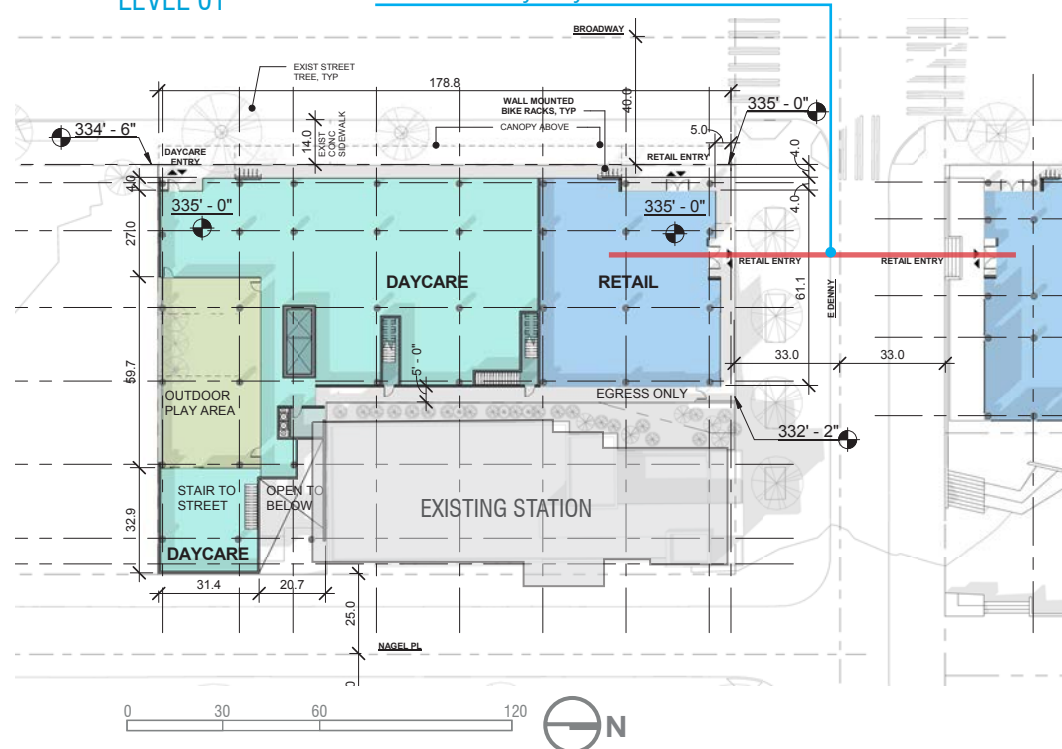 LEVEL 01
BROADWAY
EXIST STREET
TREE, TYP
178.8
WALL MOUNTED
BIKE RACKS, TYP
CANOPY ABOVE
40.0
335' - 0"
5.0
334' - 6"
14.0
EXIST
CONC
SIDEWALK
DAYCARE
ENTRY
RETAIL ENTRY
4.0
4.0
4.0
335' - 0"
335' - 0"
27.0
DAYCARE
RETAIL
RETAIL ENTRY
RETAIL ENTRY
61.1
E DENNY
33.0
33.0
59.7
5' - 0"
OUTDOOR
PLAY AREA
EGRESS ONLY
332' - 2"
STAIR TO
STREET
OPEN TO
BELOW
EXISTING STATION
32.9
DAYCARE
31.4
20.7
25.0
NAGEL PL
0
30
60
120
N